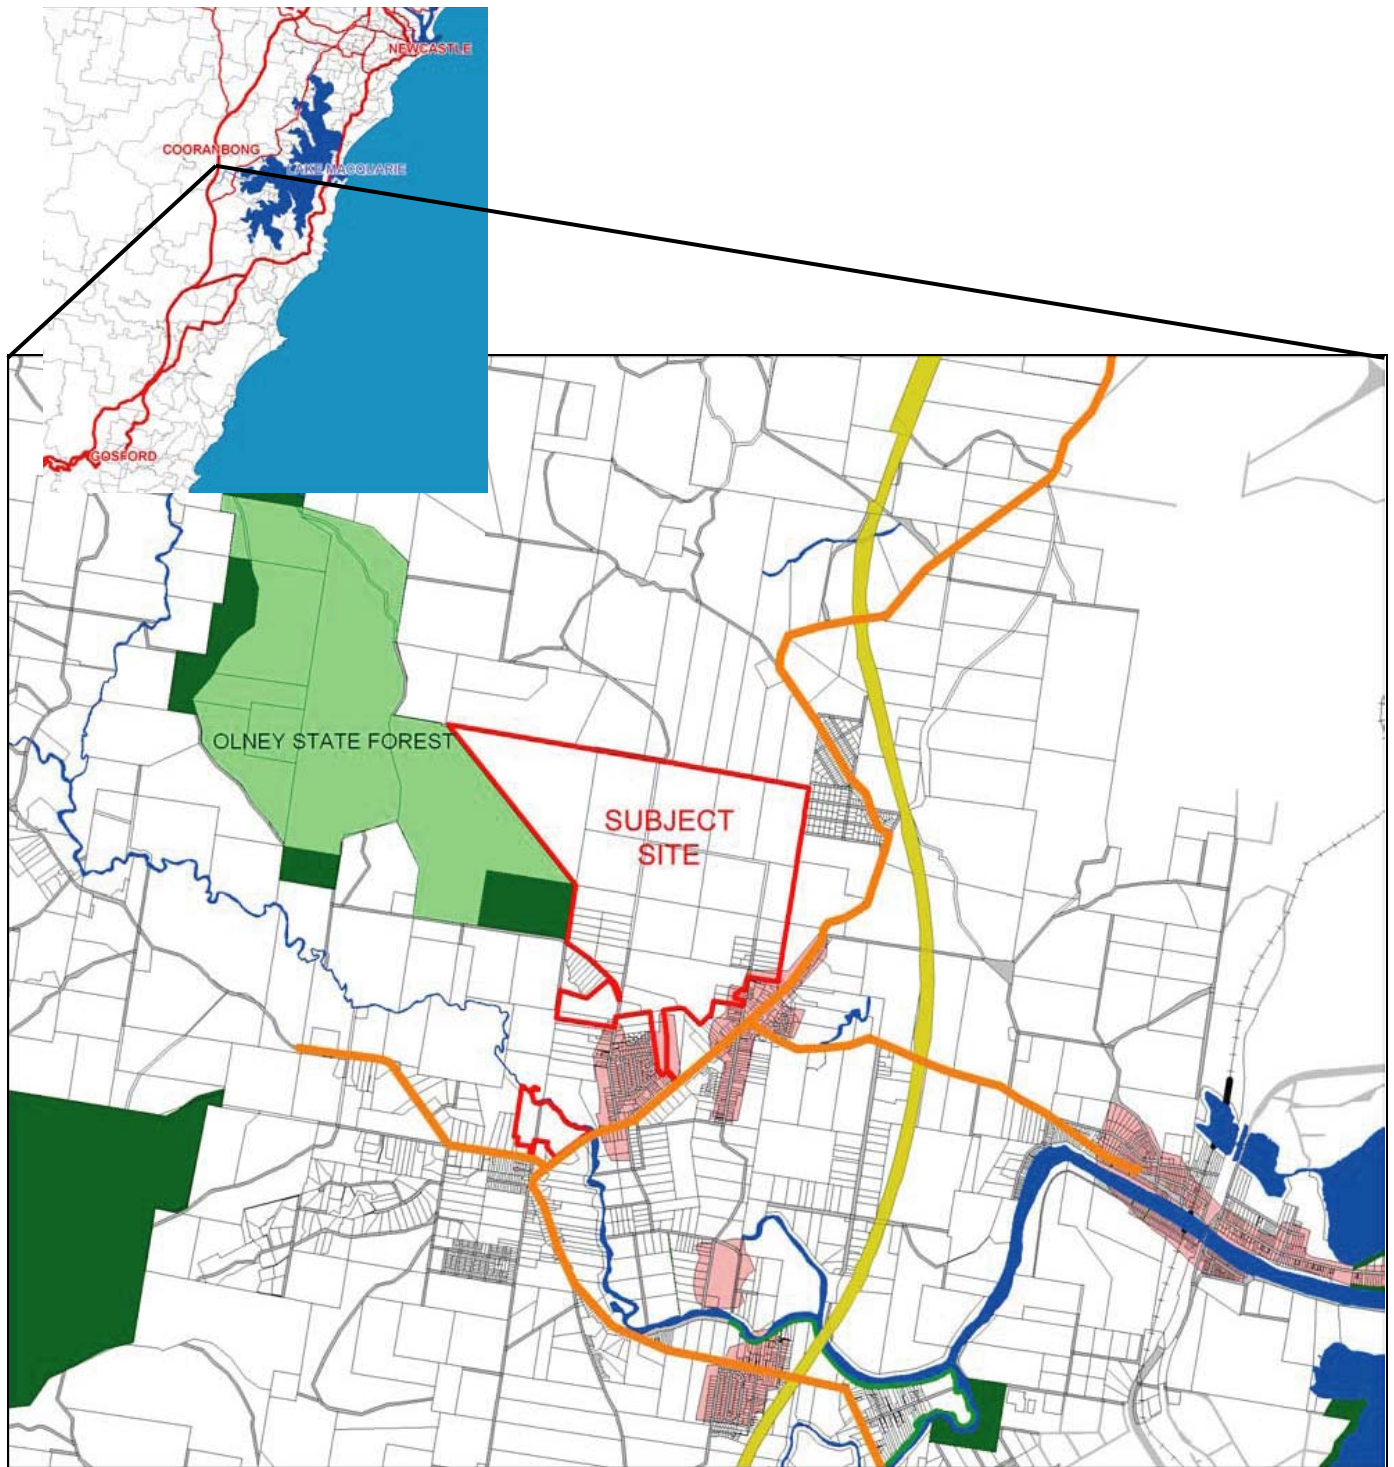 NEWCASTLE
COORANBONG
LAKE MACQUARIE
GOSFORD
OLNEY STATE FOREST
SUBJECT
SITE